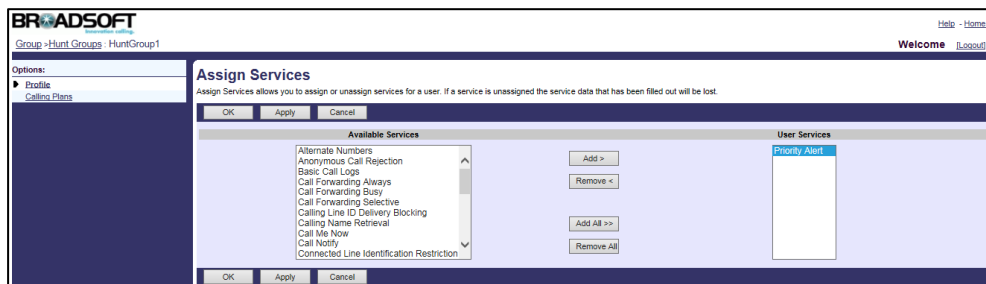 BROADSOFT
Innovation calling.
Help - Home
Group >Hunt Groups : HuntGroup1
Welcome [Logout]
Options:
Profile
Calling Plans
Assign Services
Assign Services allows you to assign or unassign services for a user. If a service is unassigned the service data that has been filled out will be lost.
OK Apply Cancel
Available Services User Services
Alternate Numbers
Anonymous Call Rejection
Basic Call Logs
Call Forwarding Always
Call Forwarding Busy
Call Forwarding Selective
Calling Line ID Delivery Blocking
Calling Name Retrieval
Call Me Now
Call Notify
Connected Line Identification Restriction
Add >
Remove <
Add All >>
Remove All
Priority Alert
OK Apply Cancel